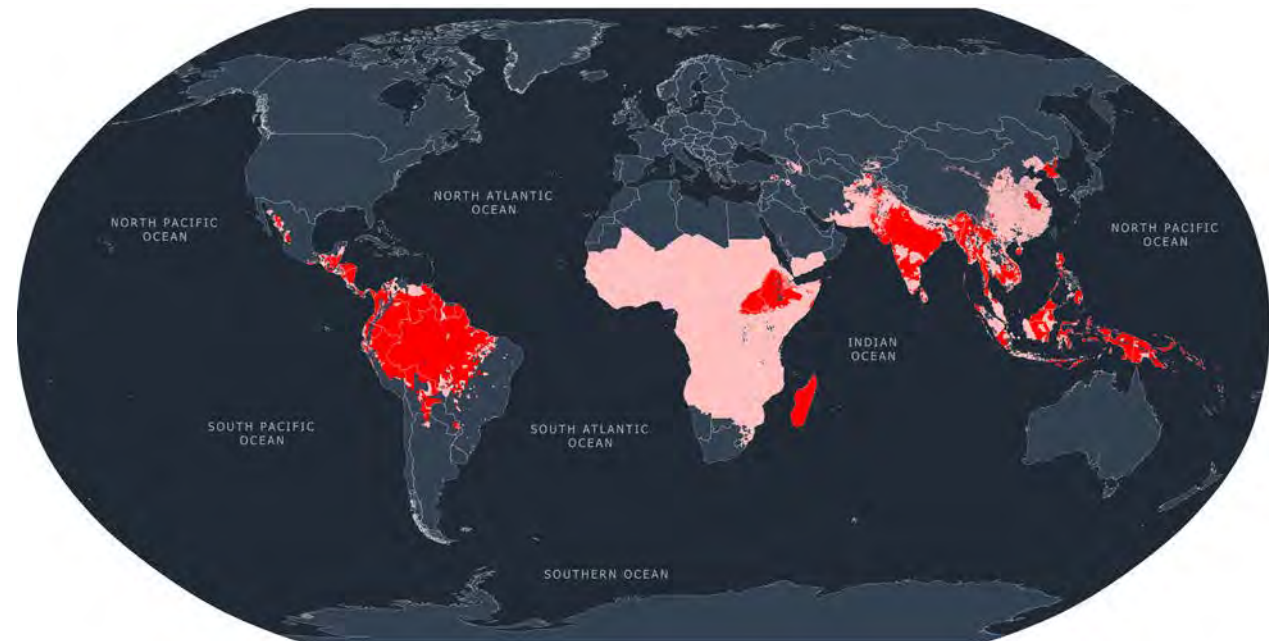 NORTH ATLANTIC
OCEAN
NORTH PACIFIC
OCEAN
NORTH PACIFIC
OCEAN
INDIAN
OCEAN
SOUTH PACIFIC
OCEAN
SOUTH ATLANTIC
OCEAN
SOUTHERN OCEAN